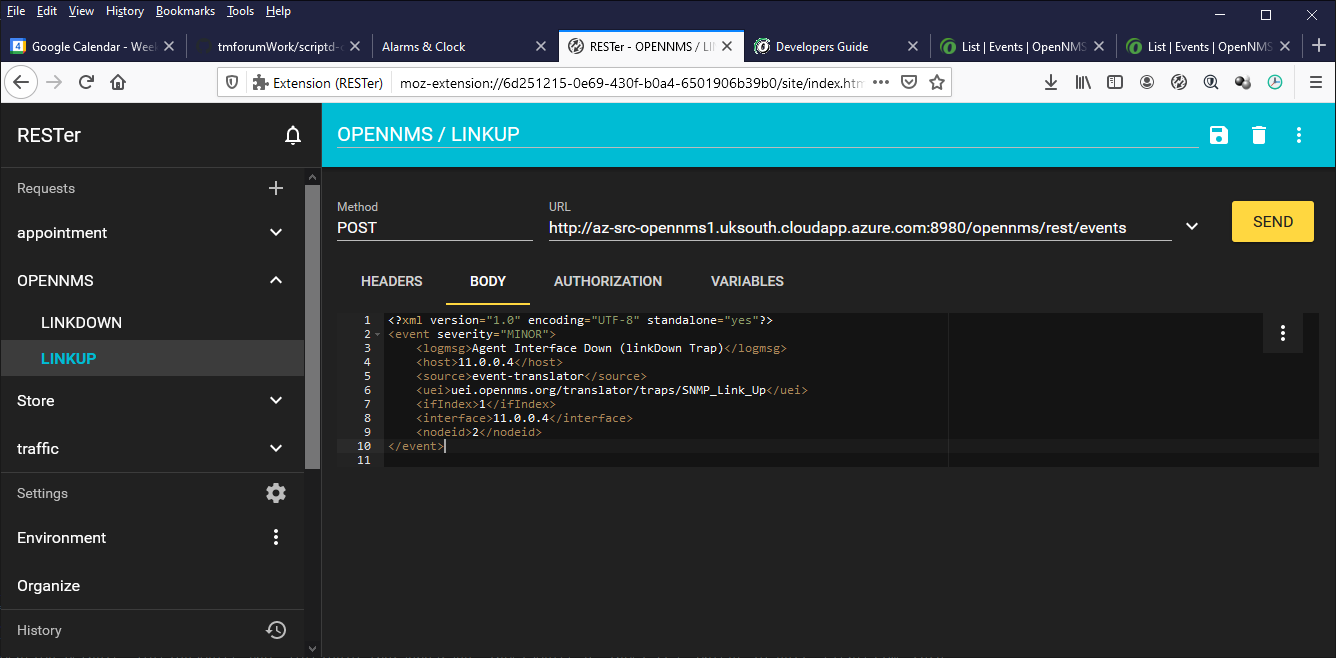 File Edit View History Bookmarks Tools Help
Google Calendar - Week
tmforumWork/scriptd-c
Alarms & Clock
RESTer - OPENNMS / LI
Developers Guide
List | Events | OpenNMS
List | Events | OpenNMS
Extension (RESTer)
moz-extension://6d251215-0e69-430f-b0a4-6501906b39b0/site/index.htm
RESTer
OPENNMS / LINKUP
Requests
appointment
OPENNMS
LINKDOWN
LINKUP
Store
traffic
Settings
Environment
Organize
History
Method
POST
URL
http://az-src-opennms1.uksouth.cloudapp.azure.com:8980/opennms/rest/events
SEND
HEADERS BODY AUTHORIZATION VARIABLES
1 <?xml version="1.0" encoding="UTF-8" standalone="yes"?>
2 <event severity="MINOR">
3 <logmsg>Agent Interface Down (linkDown Trap)</logmsg>
4 <host>11.0.0.4</host>
5 <source>event-translator</source>
6 <uei>uei.opennms.org/translator/traps/SNMP_Link_Up</uei>
7 <ifIndex>1</ifIndex>
8 <interface>11.0.0.4</interface>
9 <nodeid>2</nodeid>
10 </event>
11